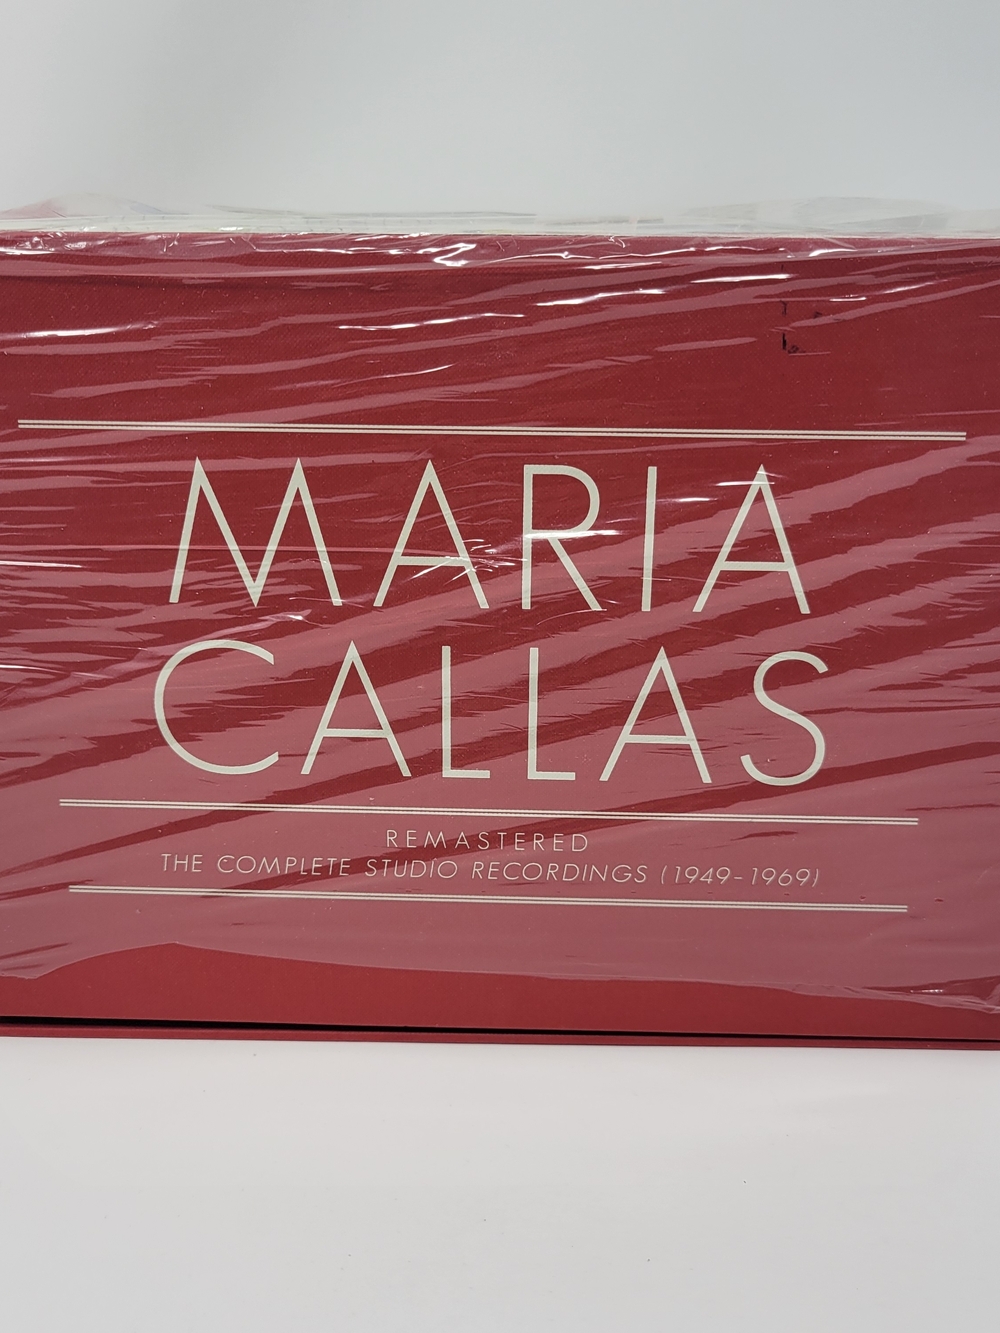 MARIA
CALLAS
REMASTERED
THE COMPLETE STUDIO RECORDINGS (1949-1969)